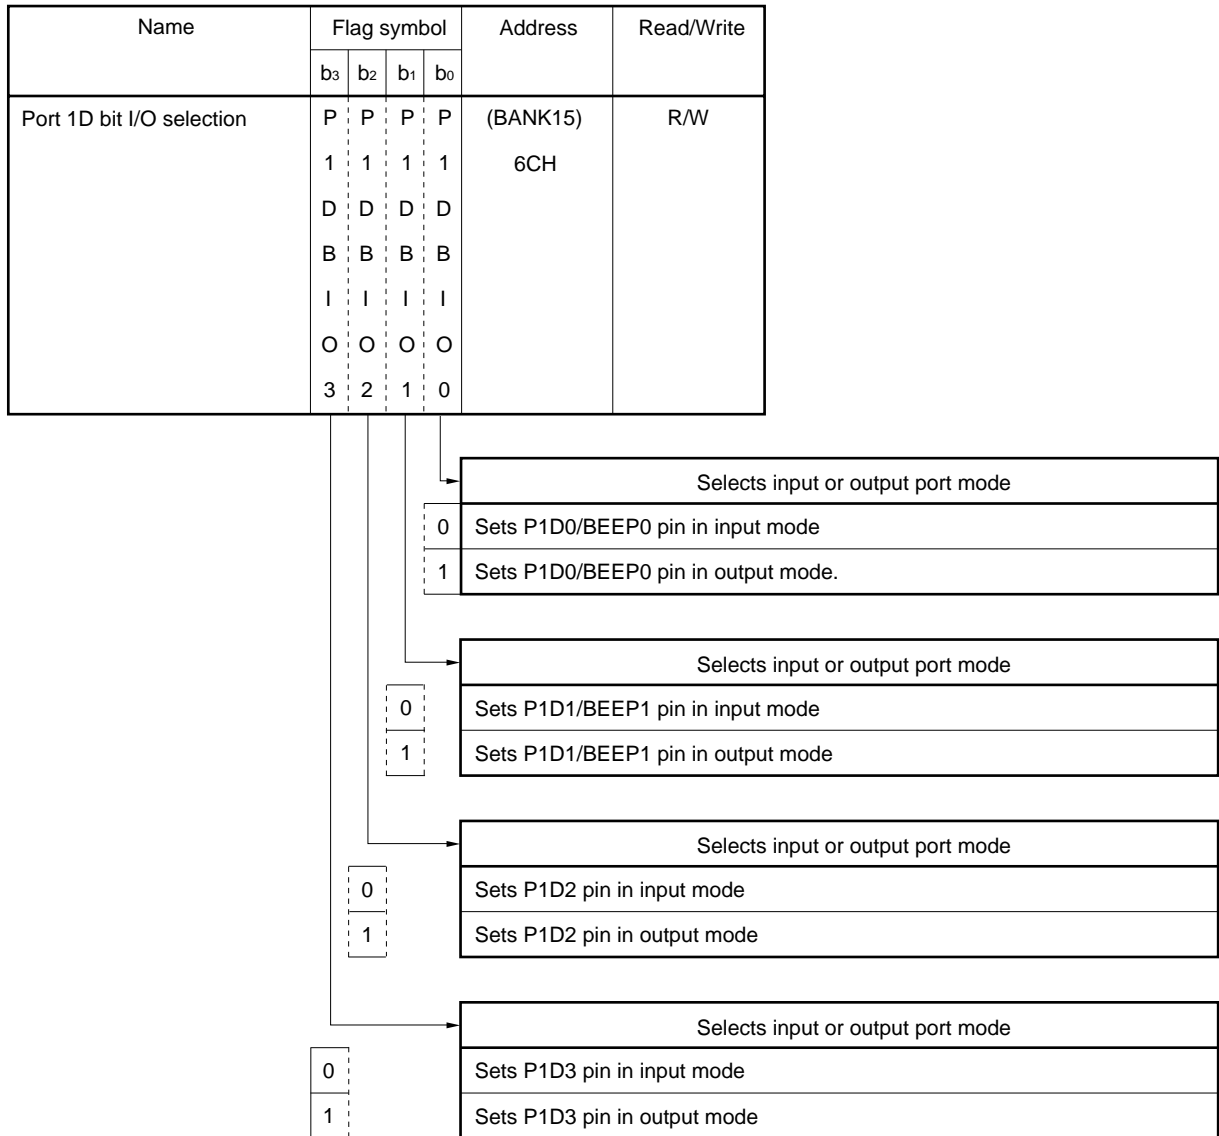 Name Flag symbol Address Read/Write
b3 b2 b1 b0
Port 1D bit I/O selection P P P P (BANK15) R/W
1 1 1 1 6CH
D D D D
B B B B
I I I I
O O O O
3 2 1 0
Selects input or output port mode
0 Sets P1D0/BEEP0 pin in input mode
1 Sets P1D0/BEEP0 pin in output mode.
Selects input or output port mode
0 Sets P1D1/BEEP1 pin in input mode
1 Sets P1D1/BEEP1 pin in output mode
Selects input or output port mode
0 Sets P1D2 pin in input mode
1 Sets P1D2 pin in output mode
Selects input or output port mode
0 Sets P1D3 pin in input mode
1 Sets P1D3 pin in output mode